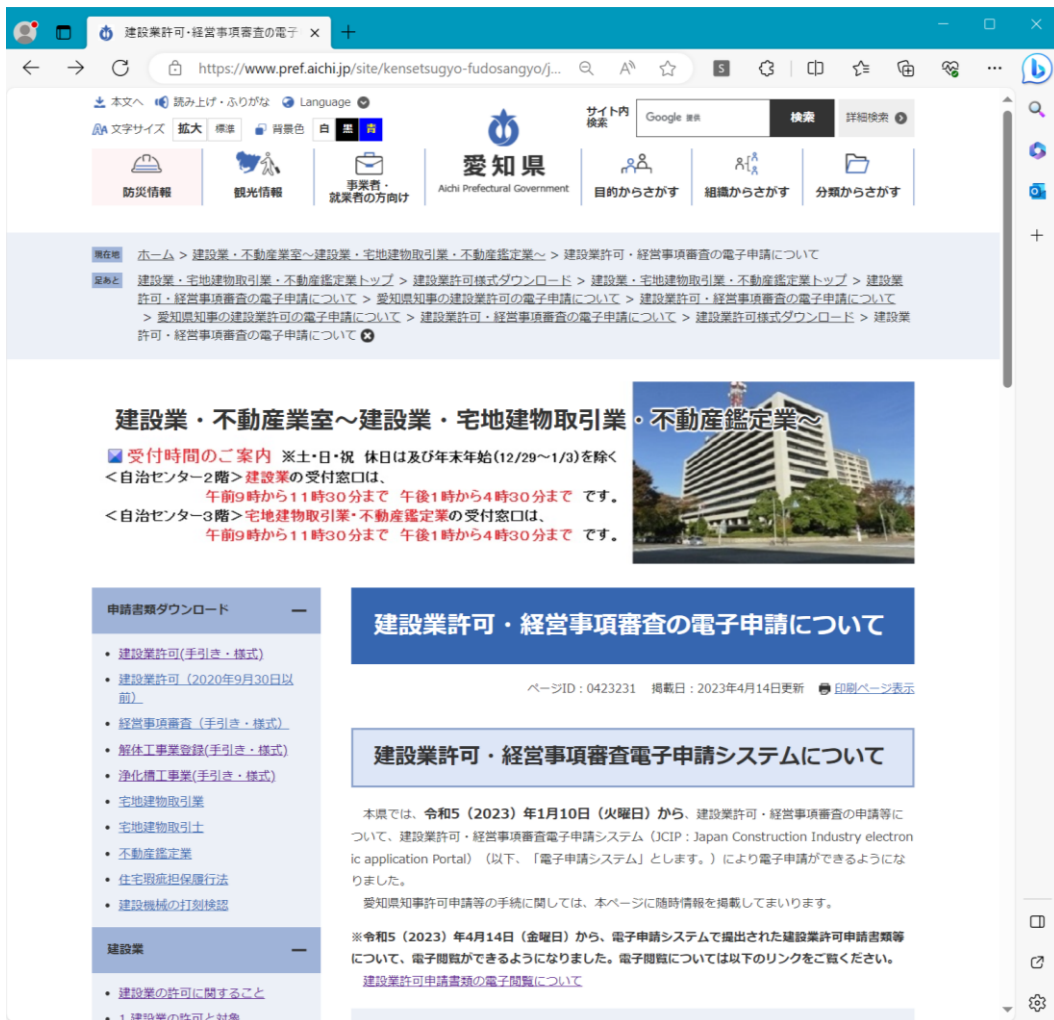 建設業許可･経営事項審査の電子
https://www.pref.aichi.jp/site/kensetsugyo-fudosangyo/j...
本文へ 読み上げ・ふりがな Language
文字サイズ 拡大 標準 背景色 白 黒 青
サイト内検索 Google 検索 詳細検索
防災情報
観光情報
事業者・
就業者の方向け
愛知県
Aichi Prefectural Government
目的からさがす
組織からさがす
分類からさがす
現在地 ホーム > 建設業・不動産業室～建設業・宅地建物取引業・不動産鑑定業～ > 建設業許可・経営事項審査の電子申請について
足あと 建設業・宅地建物取引業・不動産鑑定業トップ > 建設業許可様式ダウンロード > 建設業・宅地建物取引業・不動産鑑定業トップ > 建設業
許可・経営事項審査の電子申請について > 愛知県知事の建設業許可の電子申請について > 建設業許可・経営事項審査の電子申請について
> 愛知県知事の建設業許可の電子申請について > 建設業許可・経営事項審査の電子申請について > 建設業許可様式ダウンロード > 建設業
許可・経営事項審査の電子申請について
建設業・不動産業室～建設業・宅地建物取引業・不動産鑑定業～
受付時間のご案内 ※土・日・祝 休日は及び年末年始(12/29～1/3)を除く
＜自治センター2階＞建設業の受付窓口は、
午前9時から11時30分まで 午後1時から4時30分まで です。
＜自治センター3階＞宅地建物取引業・不動産鑑定業の受付窓口は、
午前9時から11時30分まで 午後1時から4時30分まで です。
申請書類ダウンロード
・建設業許可(手引き・様式)
・建設業許可（2020年9月30日以
前）
・経営事項審査（手引き・様式）
・解体工事業登録(手引き・様式)
・浄化槽工事業(手引き・様式)
・宅地建物取引業
・宅地建物取引士
・不動産鑑定業
・住宅瑕疵担保履行法
・建設機械の打刻検認
建設業
・建設業の許可に関すること
・1 建設業の許可と対象
建設業許可・経営事項審査の電子申請について
ページID：0423231 掲載日：2023年4月14日更新 印刷ページ表示
建設業許可・経営事項審査電子申請システムについて
本県では、令和5（2023）年1月10日（火曜日）から、建設業許可・経営事項審査の申請等に
ついて、建設業許可・経営事項審査電子申請システム（JCIP：Japan Construction Industry electron
ic application Portal）（以下、「電子申請システム」とします。）により電子申請ができるようにな
りました。
愛知県知事許可申請等の手続に関しては、本ページに随時情報を掲載してまいります。
※令和5（2023）年4月14日（金曜日）から、電子申請システムで提出された建設業許可申請書類等
について、電子閲覧ができるようになりました。電子閲覧については以下のリンクをご覧ください。
建設業許可申請書類の電子閲覧について